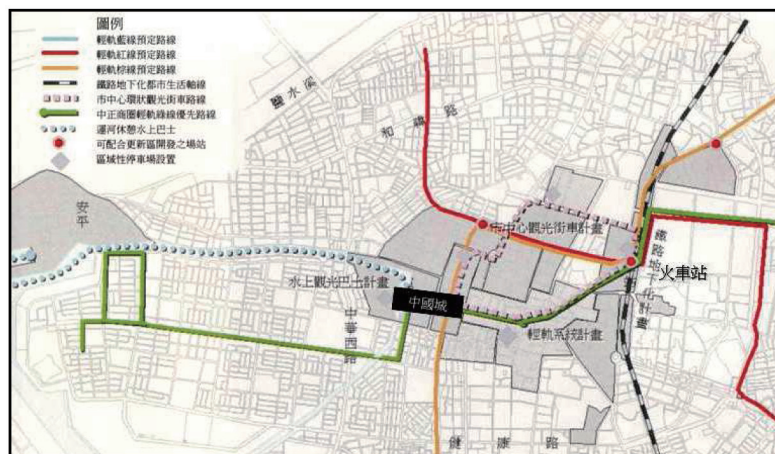 圖例
輕軌藍線預定路線
輕軌紅線預定路線
輕軌棕線預定路線
鐵路地下化都市生活軸線
市中心環狀觀光街車路線
中正商圈輕軌綠線優先路線
運河休憩水上巴士
可配合更新區開發之場站
區域性停車場設置
鹽水溪
和緯路
安平
市中心觀光街車計畫
鐵路地下化計畫
火車站
水上觀光巴士計畫
中國城
中華西路
輕軌系統計畫
健康路